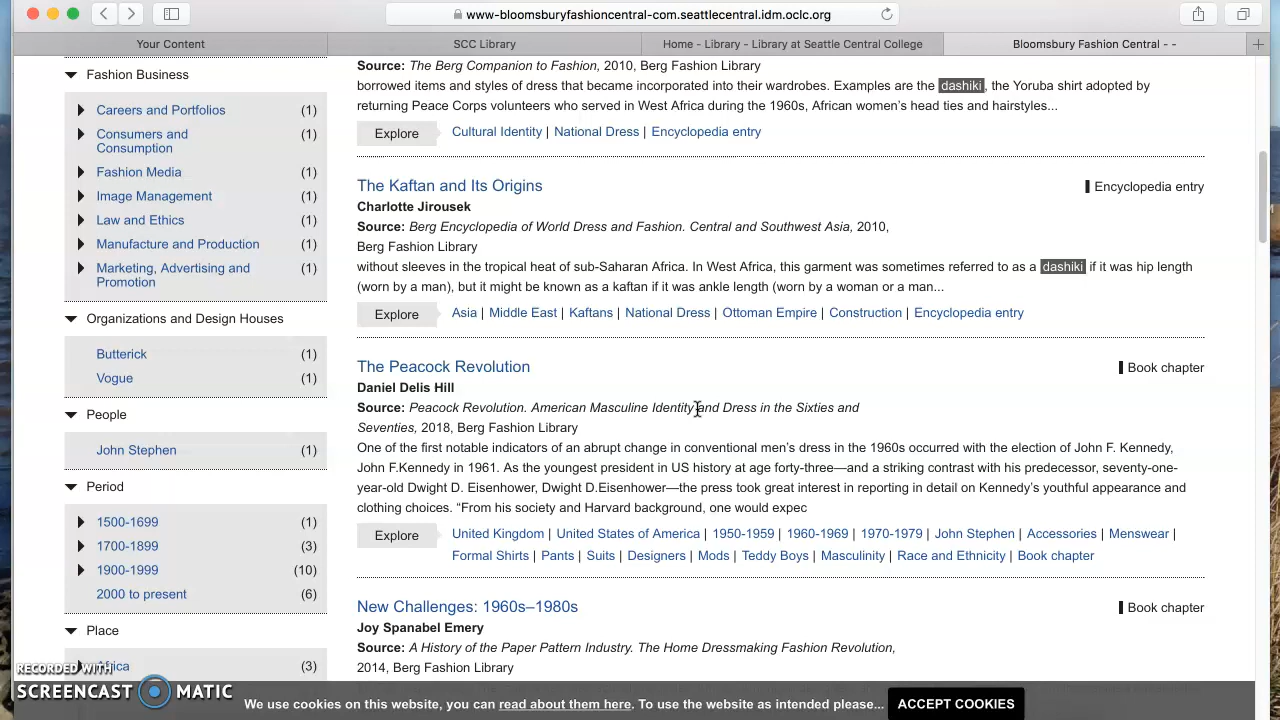 www-bloomsburyfashioncentral-com.seattlecentral.idm.oclc.org
Your Content
SCC Library
Home - Library - Library at Seattle Central College
Bloomsbury Fashion Central - -
Fashion Business
Careers and Portfolios (1)
Consumers and (1)
Consumption
Fashion Media (1)
Image Management (1)
Law and Ethics (1)
Manufacture and Production (1)
Marketing, Advertising and (1)
Promotion
Organizations and Design Houses
Butterick (1)
Vogue (1)
People
John Stephen (1)
Period
1500-1699 (1)
1700-1899 (3)
1900-1999 (10)
2000 to present (6)
Place
Africa (3)
Source: The Berg Companion to Fashion, 2010, Berg Fashion Library
borrowed items and styles of dress that became incorporated into their wardrobes. Examples are the dashiki, the Yoruba shirt adopted by
returning Peace Corps volunteers who served in West Africa during the 1960s, African women's head ties and hairstyles...
Explore Cultural Identity | National Dress | Encyclopedia entry
The Kaftan and Its Origins
Encyclopedia entry
Charlotte Jirousek
Source: Berg Encyclopedia of World Dress and Fashion. Central and Southwest Asia, 2010,
Berg Fashion Library
without sleeves in the tropical heat of sub-Saharan Africa. In West Africa, this garment was sometimes referred to as a dashiki if it was hip length
(worn by a man), but it might be known as a kaftan if it was ankle length (worn by a woman or a man...
Explore Asia | Middle East | Kaftans | National Dress | Ottoman Empire | Construction | Encyclopedia entry
The Peacock Revolution
Book chapter
Daniel Delis Hill
Source: Peacock Revolution. American Masculine Identity and Dress in the Sixties and
Seventies, 2018, Berg Fashion Library
One of the first notable indicators of an abrupt change in conventional men's dress in the 1960s occurred with the election of John F. Kennedy,
John F.Kennedy in 1961. As the youngest president in US history at age forty-three—and a striking contrast with his predecessor, seventy-one-
year-old Dwight D. Eisenhower, Dwight D.Eisenhower—the press took great interest in reporting in detail on Kennedy's youthful appearance and
clothing choices. "From his society and Harvard background, one would expec
Explore United Kingdom | United States of America | 1950-1959 | 1960-1969 | 1970-1979 | John Stephen | Accessories | Menswear |
Formal Shirts | Pants | Suits | Designers | Mods | Teddy Boys | Masculinity | Race and Ethnicity | Book chapter
New Challenges: 1960s–1980s
Book chapter
Joy Spanabel Emery
Source: A History of the Paper Pattern Industry. The Home Dressmaking Fashion Revolution,
2014, Berg Fashion Library
RECORDED WITH
SCREENCAST MATIC
We use cookies on this website, you can read about them here. To use the website as intended please...
ACCEPT COOKIES